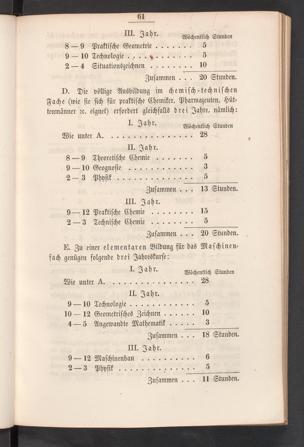 61
III. Jahr.
Wöchentlich Stunden
8 — 9 Praktische Geometrie . . . . . . . 5
9 — 10 Technologie . . . . . . . . . 5
2 — 4 Situationszeichnen . . . . . . . . 10
Zusammen . . . 20 Stunden.
D. Die völlige Ausbildung im chemisch-technischen
Fache (wie sie sich für praktische Chemiker, Pharmazeuten, Hüt-
tenmänner ꝛc. eignet) erfordert gleichfalls drei Jahre, nämlich:
I. Jahr.
Wöchentlich Stunden
Wie unter A. . . . . . . . . . . . 28
II. Jahr.
8 — 9 Theoretische Chemie . . . . . . . 5
9 — 10 Geognosie . . . . . . . . . . 3
2 — 3 Physik . . . . . . . . . . . 5
Zusammen . . . 13 Stunden.
III. Jahr.
9 — 12 Praktische Chemie . . . . . . . 15
2 — 3 Technische Chemie . . . . . . . 5
Zusammen . . . 20 Stunden.
E. Zu einer elementaren Bildung für das Maschinen-
fach genügen folgende drei Jahreskurse:
I. Jahr.
Wöchentlich Stunden
Wie unter A. . . . . . . . . . . . 28
II. Jahr.
9 — 10 Technologie . . . . . . . . . 5
10 — 12 Geometrisches Zeichnen . . . . . . 10
4 — 5 Angewandte Mathematik . . . . . . 3
Zusammen . . . 18 Stunden.
III. Jahr.
9 — 12 Maschinenbau . . . . . . . . . 6
2 — 3 Physik . . . . . . . . . . . 5
Zusammen . . . 11 Stunden.